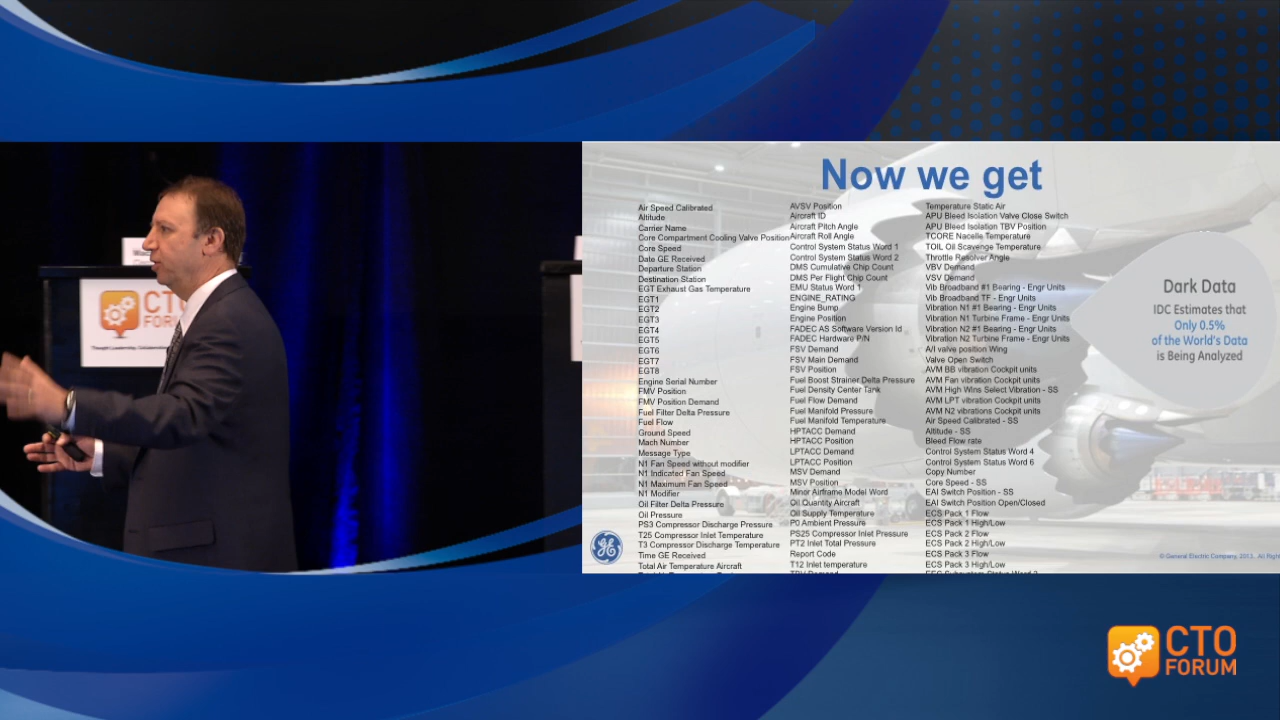 Now we get
Air Speed Calibrated
Altitude
Carrier Name
Core Compartment Cooling Valve Position
Core Speed
Date GE Received
Departure Station
Destination Station
EGT Exhaust Gas Temperature
EGT1
EGT2
EGT3
EGT4
EGT5
EGT6
EGT7
EGT8
Engine Serial Number
FMV Position
FMV Position Demand
Fuel Filter Delta Pressure
Fuel Flow
Ground Speed
Mach Number
Message Type
N1 Fan Speed without modifier
N1 Indicated Fan Speed
N1 Maximum Fan Speed
N1 Modifier
Oil Filter Delta Pressure
Oil Pressure
PS3 Compressor Discharge Pressure
T25 Compressor Inlet Temperature
T3 Compressor Discharge Temperature
Time GE Received
Total Air Temperature Aircraft
AVSV Position
Aircraft ID
Aircraft Pitch Angle
Aircraft Roll Angle
Control System Status Word 1
Control System Status Word 2
DMS Cumulative Chip Count
DMS Per Flight Chip Count
EMU Status Word 1
ENGINE_RATING
Engine Bump
Engine Position
FADEC AS Software Version Id
FADEC Hardware P/N
FSV Demand
FSV Main Demand
FSV Position
Fuel Boost Strainer Delta Pressure
Fuel Density Center Tank
Fuel Flow Demand
Fuel Manifold Pressure
Fuel Manifold Temperature
HPTACC Demand
HPTACC Position
LPTACC Demand
LPTACC Position
MSV Demand
MSV Position
Minor Airframe Model Word
Oil Quantity Aircraft
Oil Supply Temperature
P0 Ambient Pressure
PS25 Compressor Inlet Pressure
PT2 Inlet Total Pressure
Report Code
T12 Inlet temperature
Temperature Static Air
APU Bleed Isolation Valve Close Switch
APU Bleed Isolation TBV Position
TCORE Nacelle Temperature
TOIL Oil Scavenge Temperature
Throttle Resolver Angle
VBV Demand
VSV Demand
Vib Broadband #1 Bearing - Engr Units
Vib Broadband TF - Engr Units
Vibration N1 #1 Bearing - Engr Units
Vibration N1 Turbine Frame - Engr Units
Vibration N2 #1 Bearing - Engr Units
Vibration N2 Turbine Frame - Engr Units
A/I valve position Wing
Valve Open Switch
AVM BB vibration Cockpit units
AVM Fan vibration Cockpit units
AVM High Wins Select Vibration - SS
AVM LPT vibration Cockpit units
AVM N2 vibrations Cockpit units
Air Speed Calibrated - SS
Altitude - SS
Bleed Flow rate
Control System Status Word 4
Control System Status Word 6
Copy Number
Core Speed - SS
EAI Switch Position - SS
EAI Switch Position Open/Closed
ECS Pack 1 Flow
ECS Pack 1 High/Low
ECS Pack 2 Flow
ECS Pack 2 High/Low
ECS Pack 3 Flow
ECS Pack 3 High/Low
Dark Data
IDC Estimates that
Only 0.5%
of the World's Data
is Being Analyzed
© General Electric Company, 2013. All
GE
CTO
FORUM
CTO
FORUM